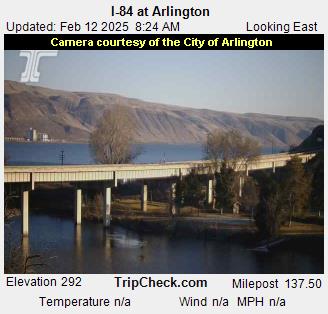 I-84 at Arlington
Updated: Feb 12 2025 8:24 AM Looking East
Camera courtesy of the City of Arlington
Elevation 292 TripCheck.com Milepost 137.50
Temperature n/a Wind n/a MPH n/a